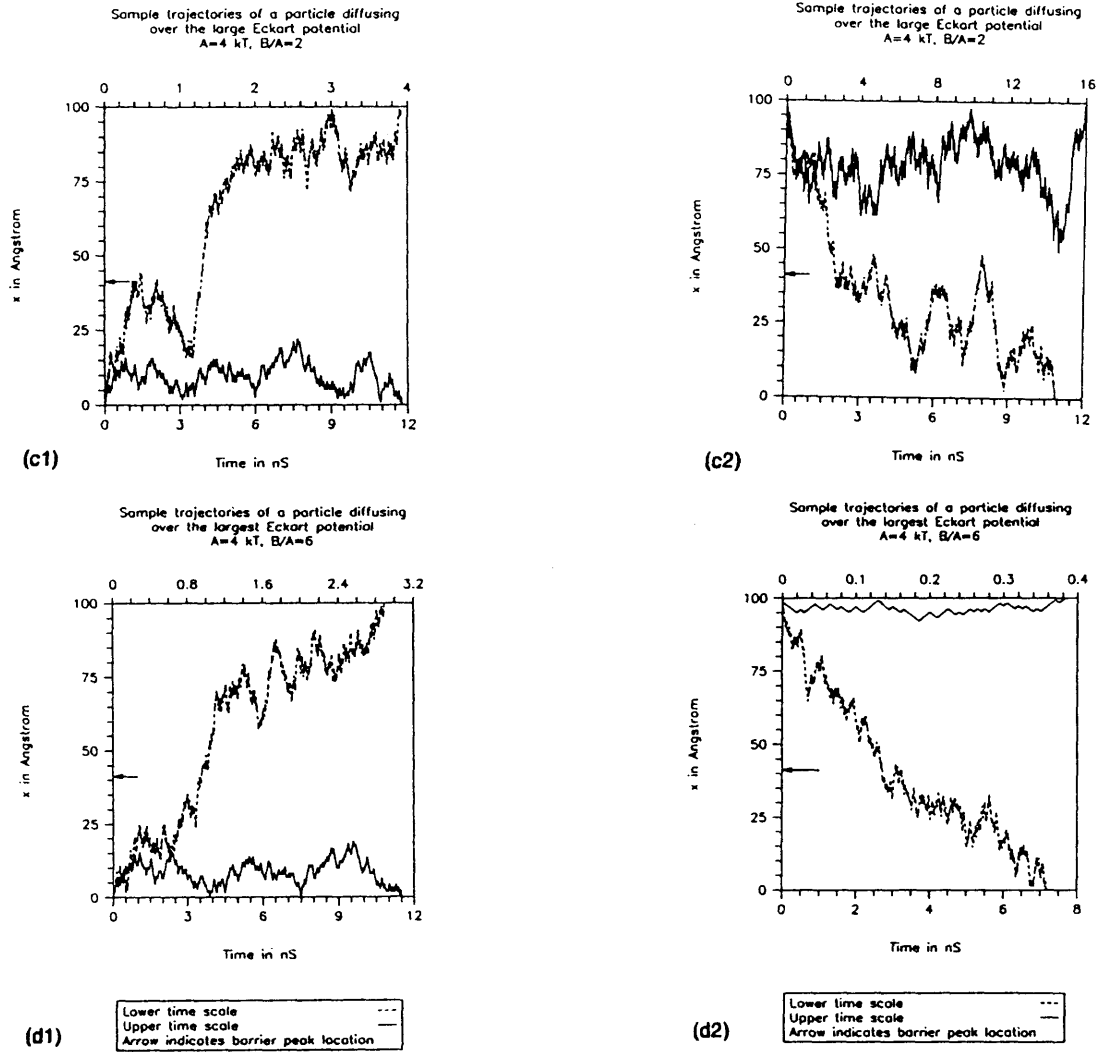 Sample trajectories of a particle diffusing
over the large Eckart potential
A=4 kT, B/A=2
0 1 2 3 4
100
75
50
25
0
x in Angstrom
0 3 6 9 12
Time in nS
(c1)
Sample trajectories of a particle diffusing
over the large Eckart potential
A=4 kT, B/A=2
0 4 8 12 16
100
75
50
25
0
x in Angstrom
0 3 6 9 12
Time in nS
(c2)
Sample trajectories of a particle diffusing
over the largest Eckart potential
A=4 kT, B/A=6
0 0.8 1.6 2.4 3.2
100
75
50
25
0
x in Angstrom
0 3 6 9 12
Time in nS
Lower time scale
Upper time scale
Arrow indicates barrier peak location
(d1)
Sample trajectories of a particle diffusing
over the largest Eckart potential
A=4 kT, B/A=6
0 0.1 0.2 0.3 0.4
100
75
50
25
0
x in Angstrom
0 2 4 6 8
Time in nS
Lower time scale
Upper time scale
Arrow indicates barrier peak location
(d2)